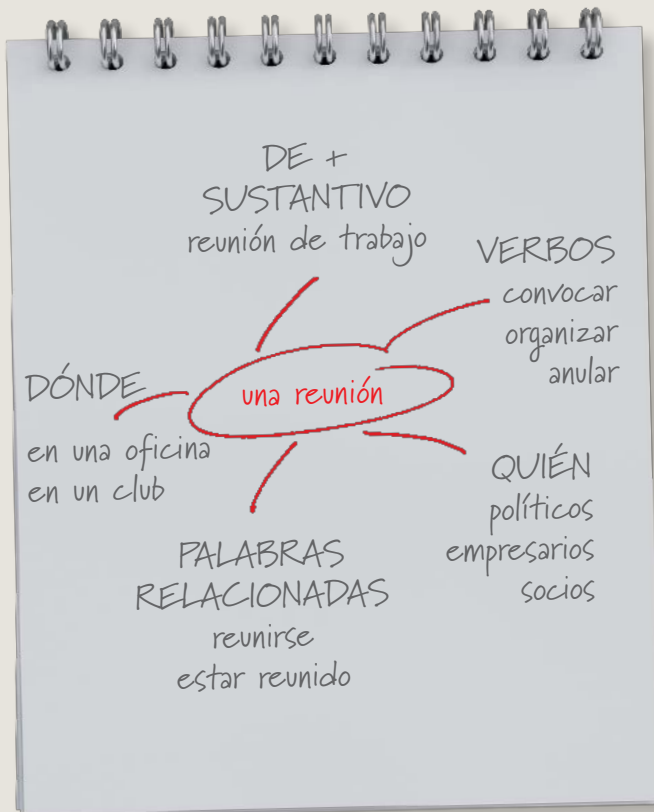 DE +
SUSTANTIVO
reunión de trabajo
VERBOS
convocar
organizar
anular
una reunión
DÓNDE
en una oficina
en un club
QUIÉN
políticos
empresarios
socios
PALABRAS
RELACIONADAS
reunirse
estar reunido